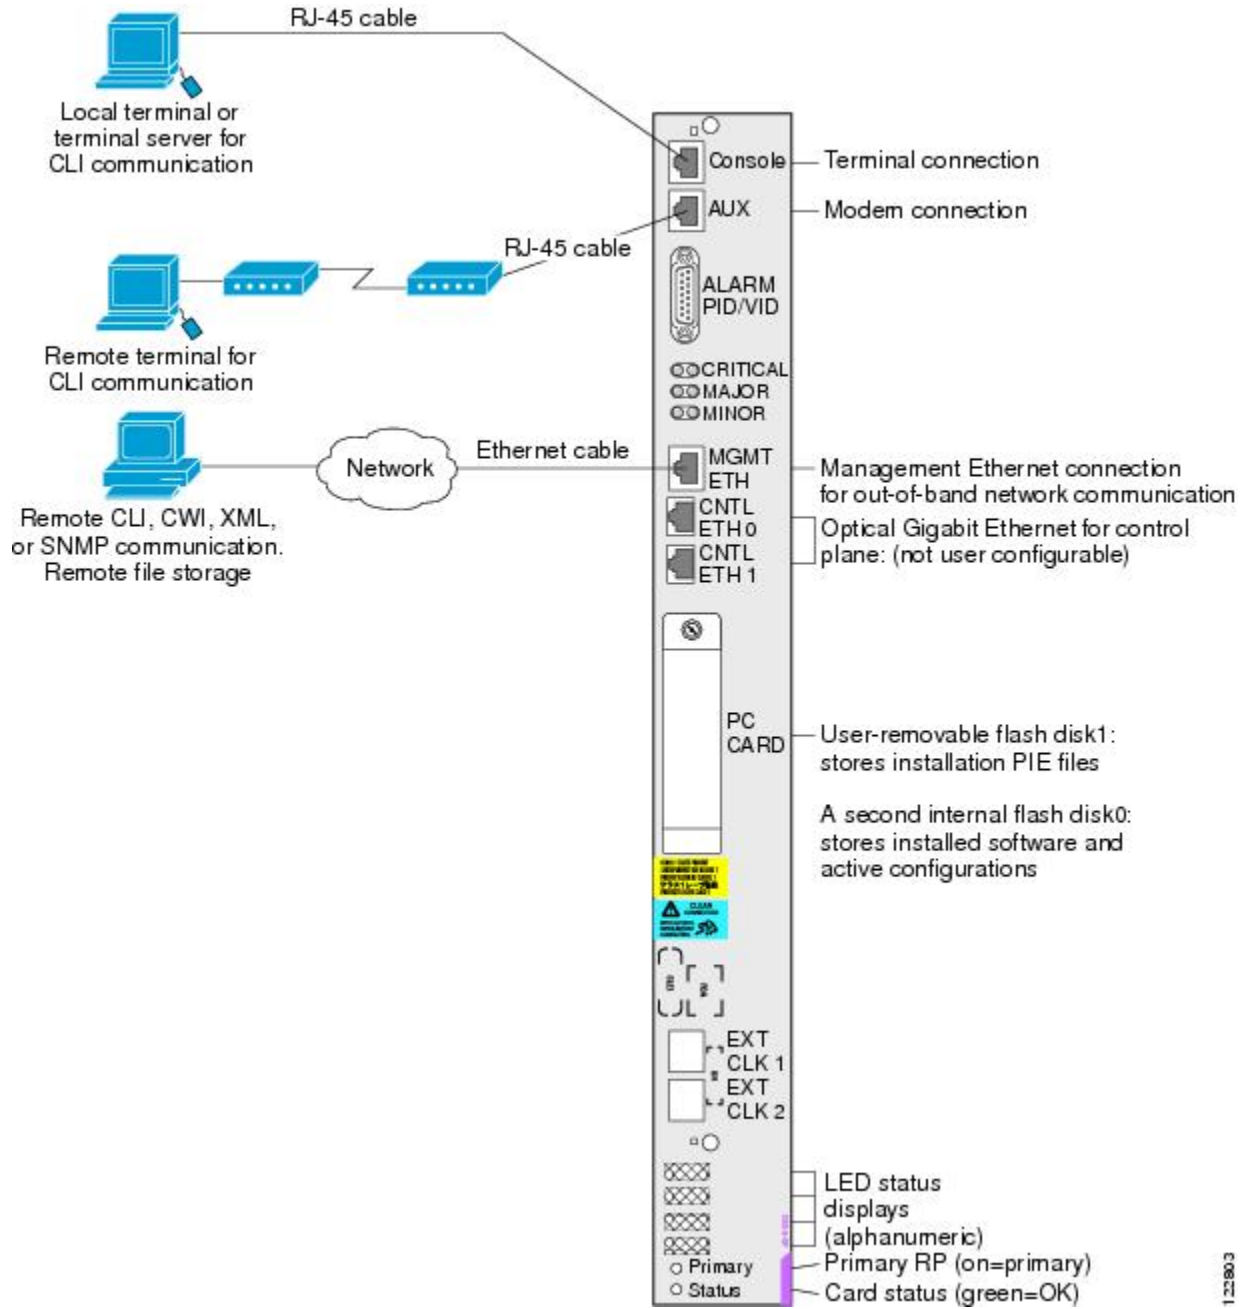 RJ-45 cable
Local terminal or
terminal server for
CLI communication
Console
Terminal connection
AUX
Modem connection
RJ-45 cable
ALARM
PID/VID
Remote terminal for
CLI communication
CRITICAL
MAJOR
MINOR
Network
Ethernet cable
MGMT
ETH
Management Ethernet connection
for out-of-band network communication
Remote CLI, CWI, XML,
or SNMP communication.
Remote file storage
CNTL
ETH 0
CNTL
ETH 1
Optical Gigabit Ethernet for control
plane: (not user configurable)
PC
CARD
User-removable flash disk1:
stores installation PIE files
A second internal flash disk0:
stores installed software and
active configurations
CLEAN
EXT
CLK 1
EXT
CLK 2
LED status
displays
(alphanumeric)
Primary
Primary RP (on=primary)
Status
Card status (green=OK)
122803